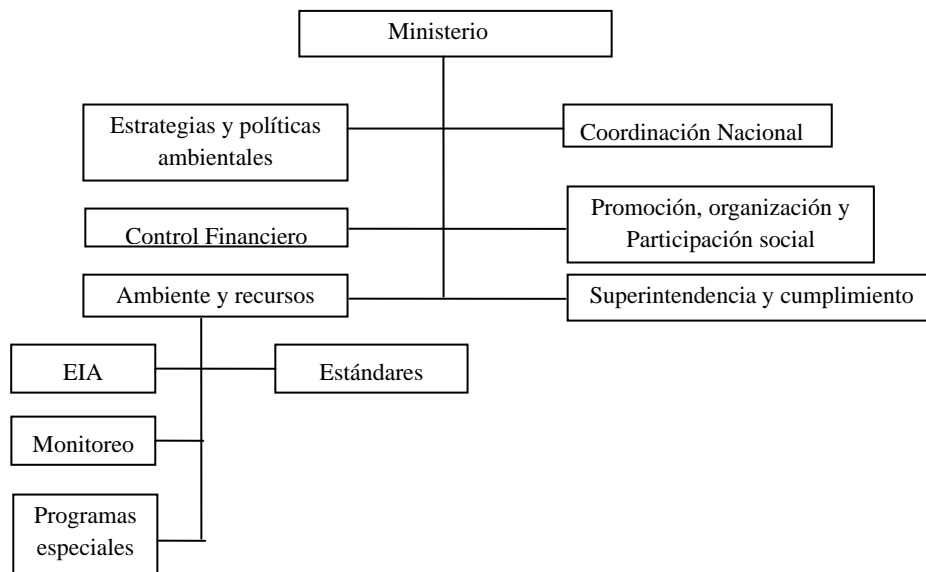 Ministerio
Estrategias y políticas
ambientales
Coordinación Nacional
Control Financiero
Promoción, organización y
Participación social
Ambiente y recursos
Superintendencia y cumplimiento
EIA
Estándares
Monitoreo
Programas
especiales